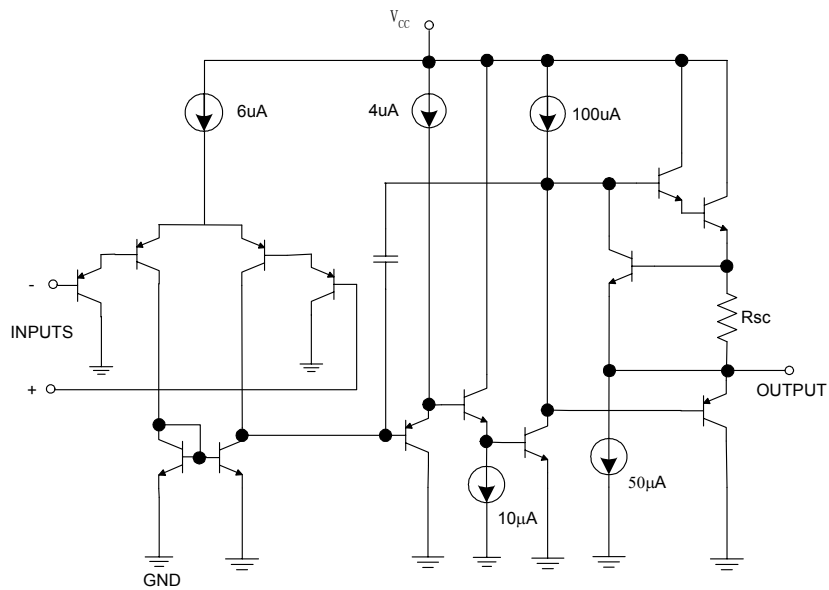 VCC
6uA
4uA
100uA
-
INPUTS
+
Rsc
OUTPUT
10μA
50μA
GND